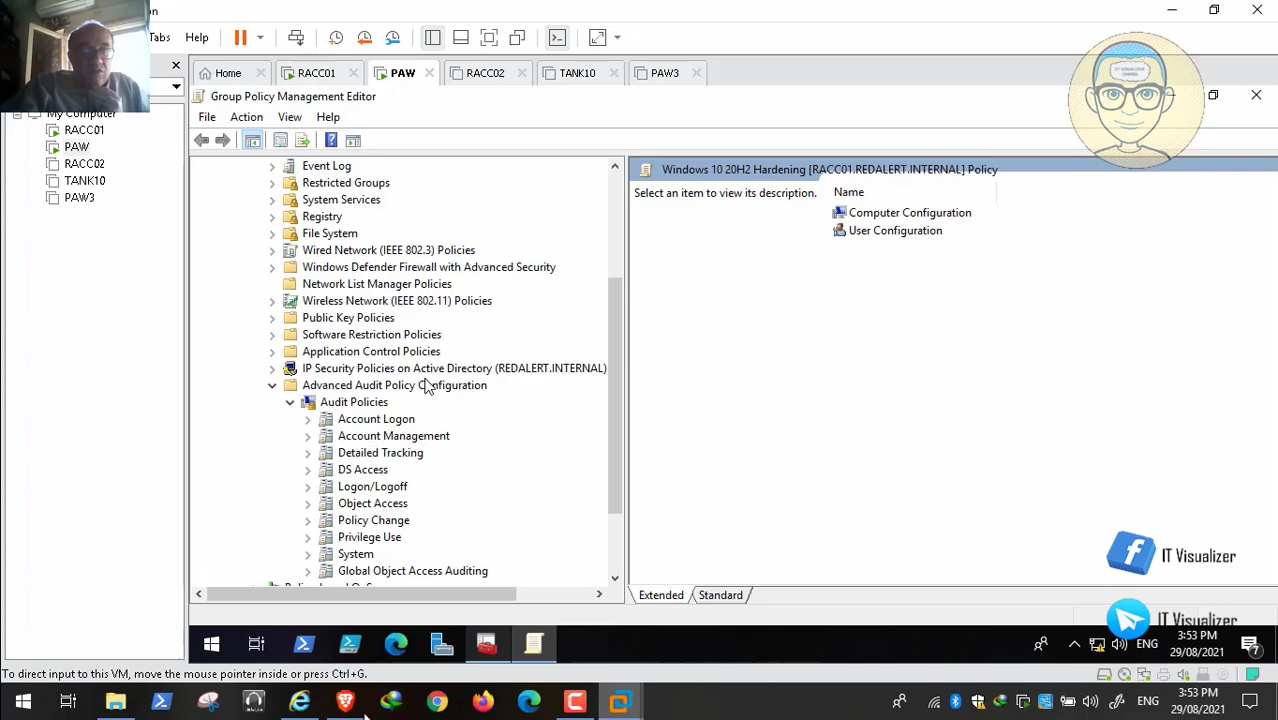 on
Tabs Help
Home RACC01 PAW RACC02 TANK10 PAW3
IT VISUALIZER
CHANNEL
My Computer
RACC01
PAW
RACC02
TANK10
PAW3
Group Policy Management Editor
File Action View Help
Event Log
Restricted Groups
System Services
Registry
File System
Wired Network (IEEE 802.3) Policies
Windows Defender Firewall with Advanced Security
Network List Manager Policies
Wireless Network (IEEE 802.11) Policies
Public Key Policies
Software Restriction Policies
Application Control Policies
IP Security Policies on Active Directory (REDALERT.INTERNAL)
Advanced Audit Policy Configuration
Audit Policies
Account Logon
Account Management
Detailed Tracking
DS Access
Logon/Logoff
Object Access
Policy Change
Privilege Use
System
Global Object Access Auditing
Windows 10 20H2 Hardening [RACC01.REDALERT.INTERNAL] Policy
Select an item to view its description.
Name
Computer Configuration
User Configuration
IT Visualizer
Extended Standard
IT Visualizer
ENG
3:53 PM
29/08/2021
7
To direct input to this VM, move the mouse pointer inside or press Ctrl+G.
ENG
3:53 PM
29/08/2021